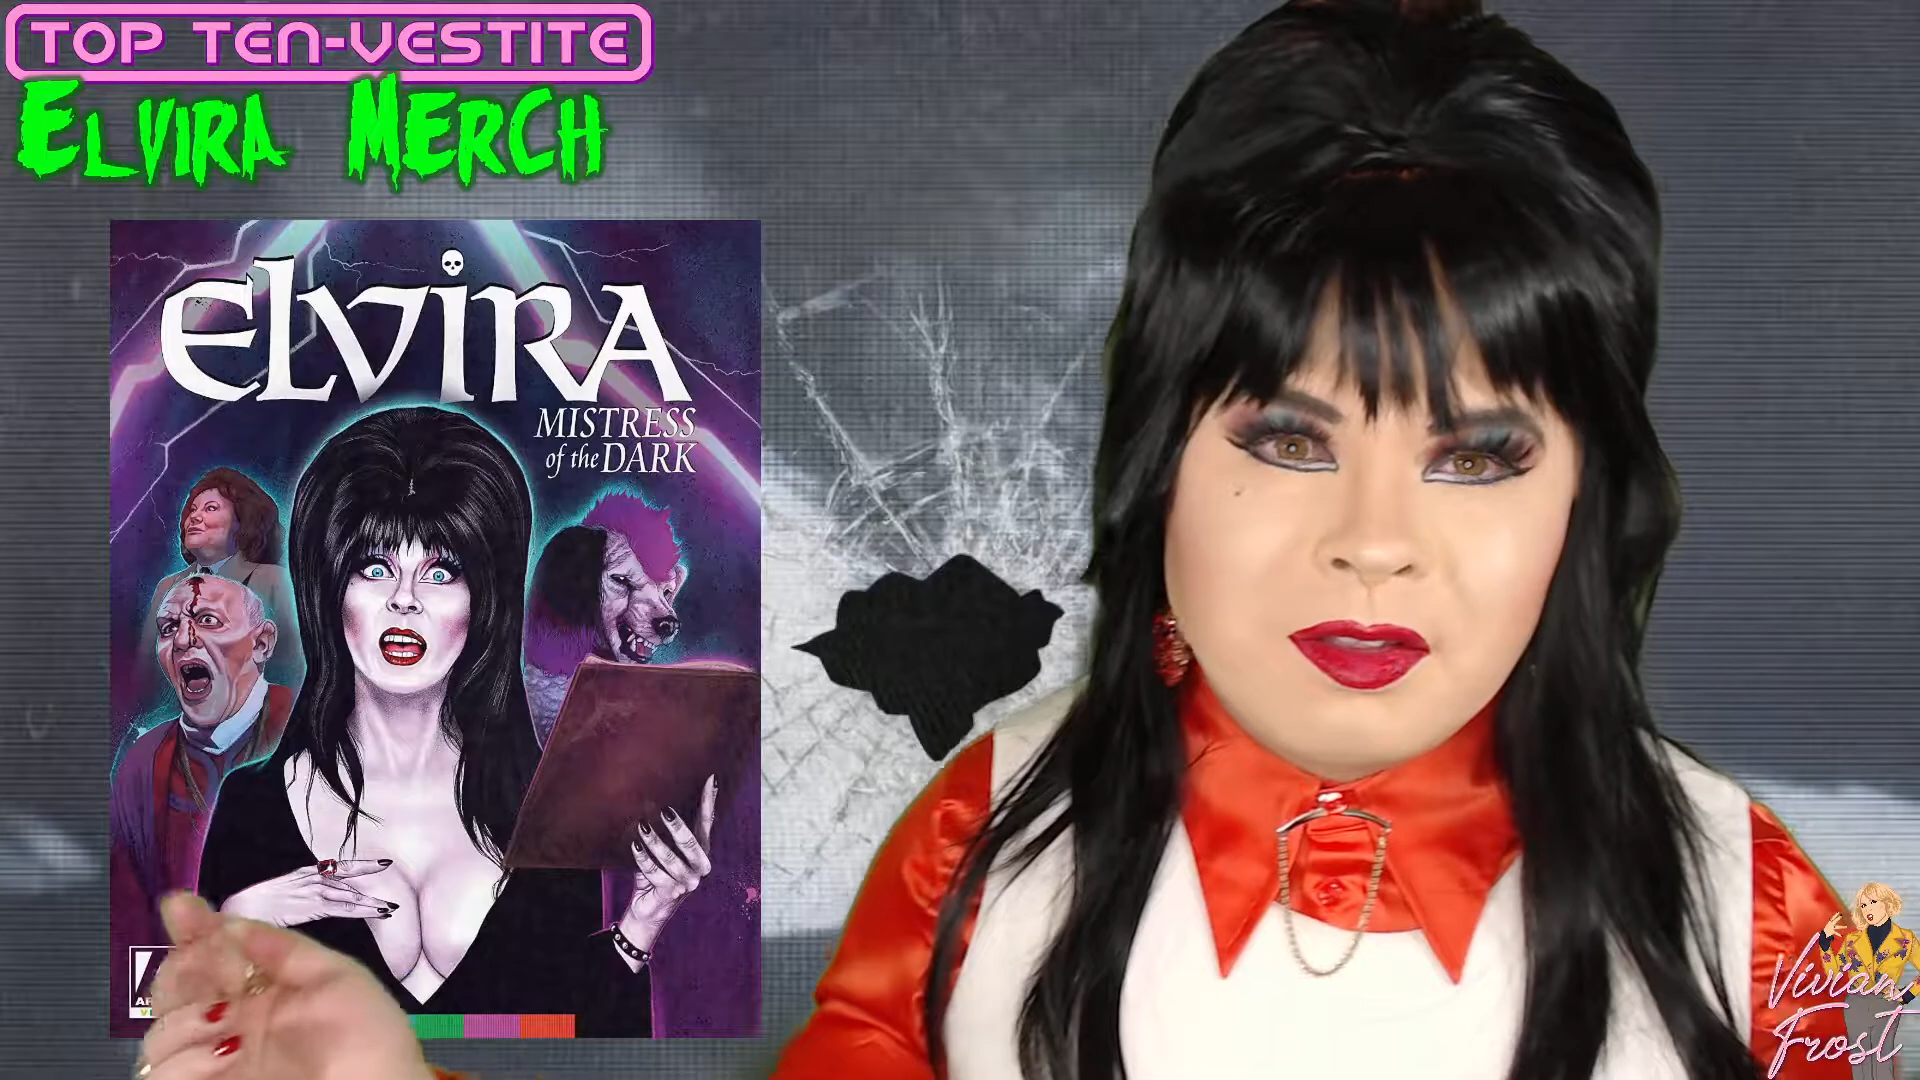 TOP TEN-VESTITE
ELVIRA MERCH
ELVIRA
MISTRESS
of the DARK
Vivian
Frost